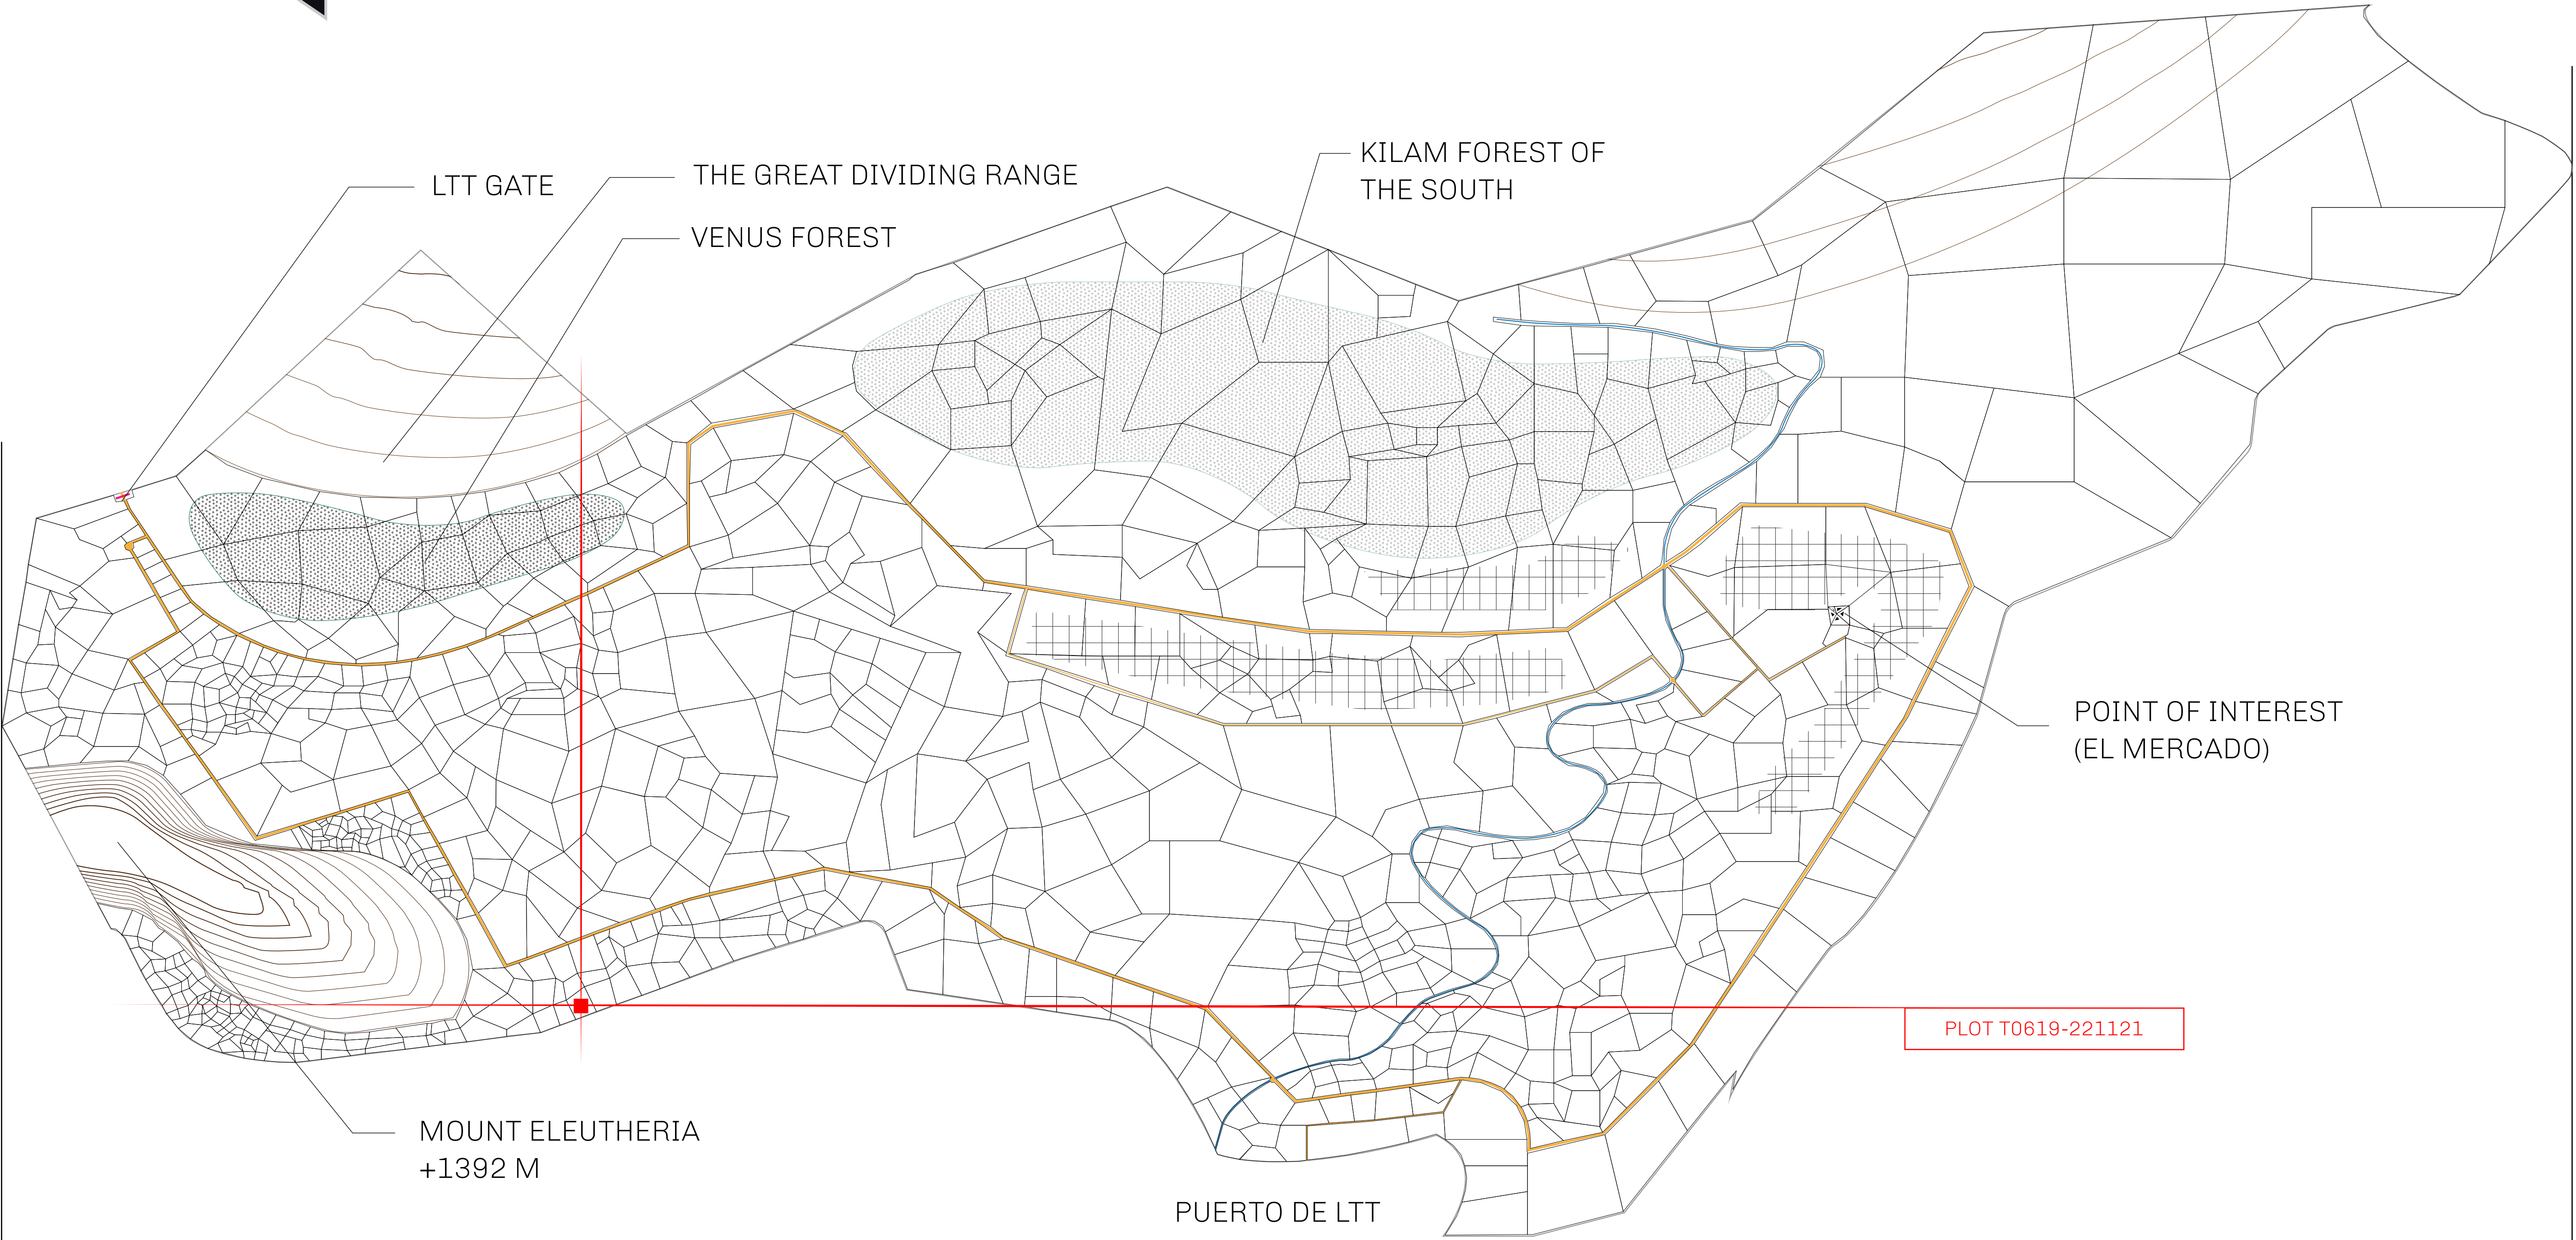 KILAM FOREST OF
THE SOUTH
LTT GATE
THE GREAT DIVIDING RANGE
VENUS FOREST
POINT OF INTEREST
(EL MERCADO)
PLOT T0619-221121
MOUNT ELEUTHERIA
+1392 M
PUERTO DE LTT